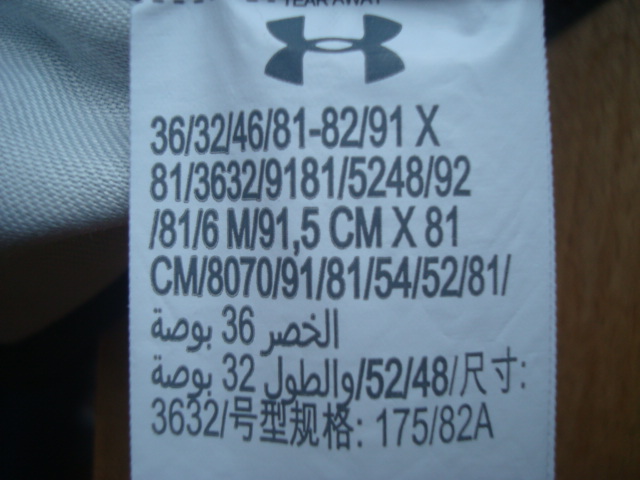 TEAR AWAY
36/32/46/81-82/91 X
81/3632/9181/5248/92
/81/6 M/91,5 CM X 81
CM/8070/91/81/54/52/81/
الخصر 36 بوصة
والطول 32 بوصة/52/48/尺寸:
3632/号型规格: 175/82A